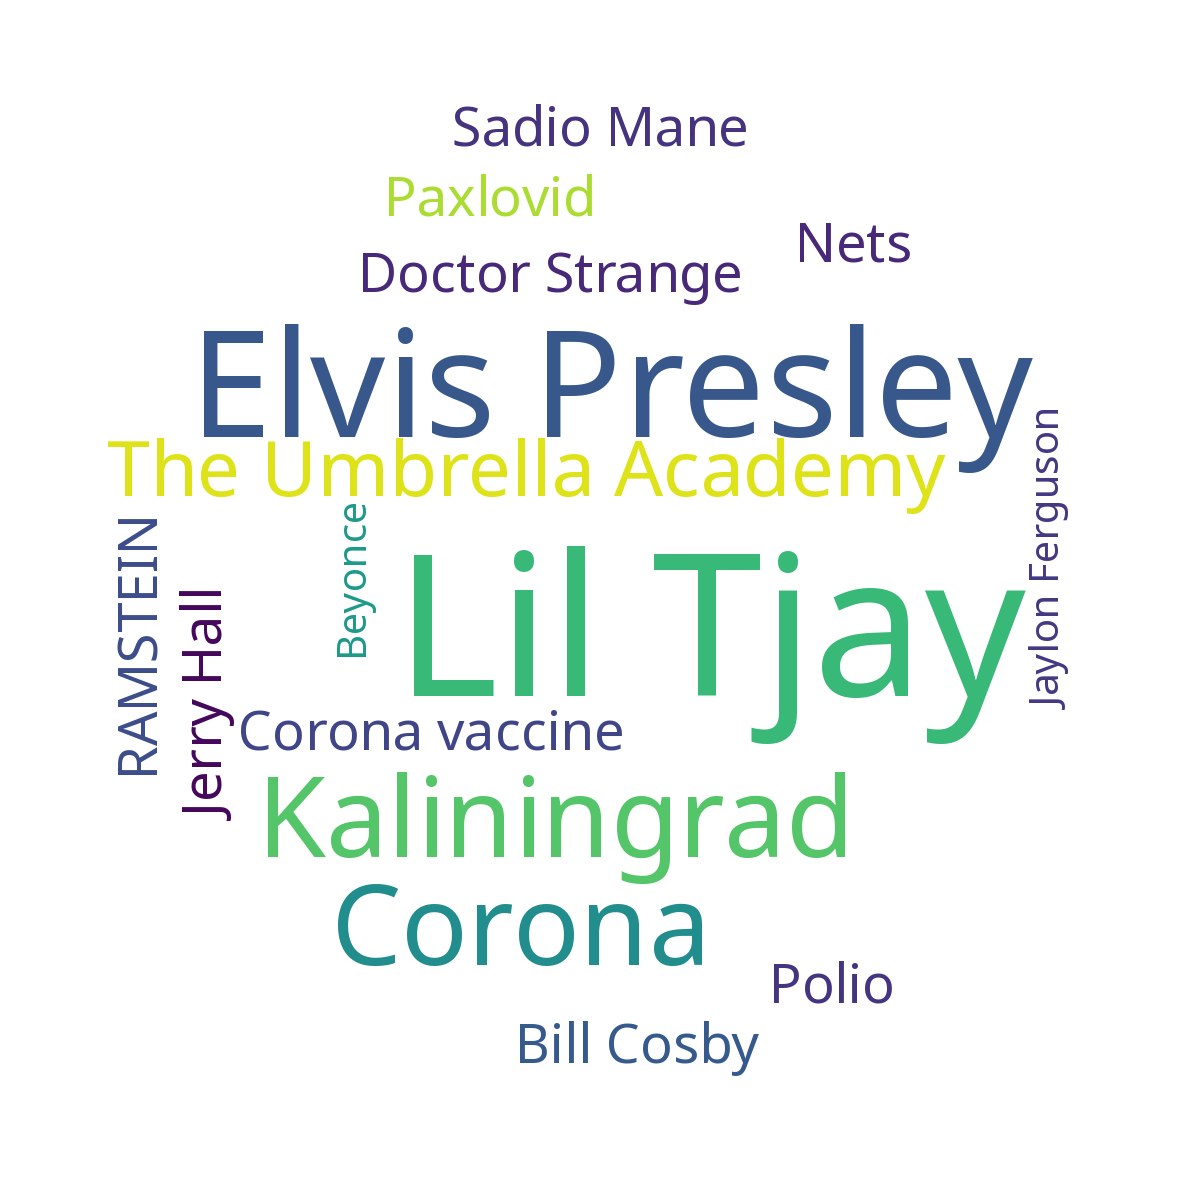 Sadio Mane
Paxlovid
Nets
Doctor Strange
Elvis Presley
The Umbrella Academy
Jaylon Ferguson
RAMSTEIN
Jerry Hall
Beyonce
Lil Tjay
Corona vaccine
Kaliningrad
Corona
Polio
Bill Cosby